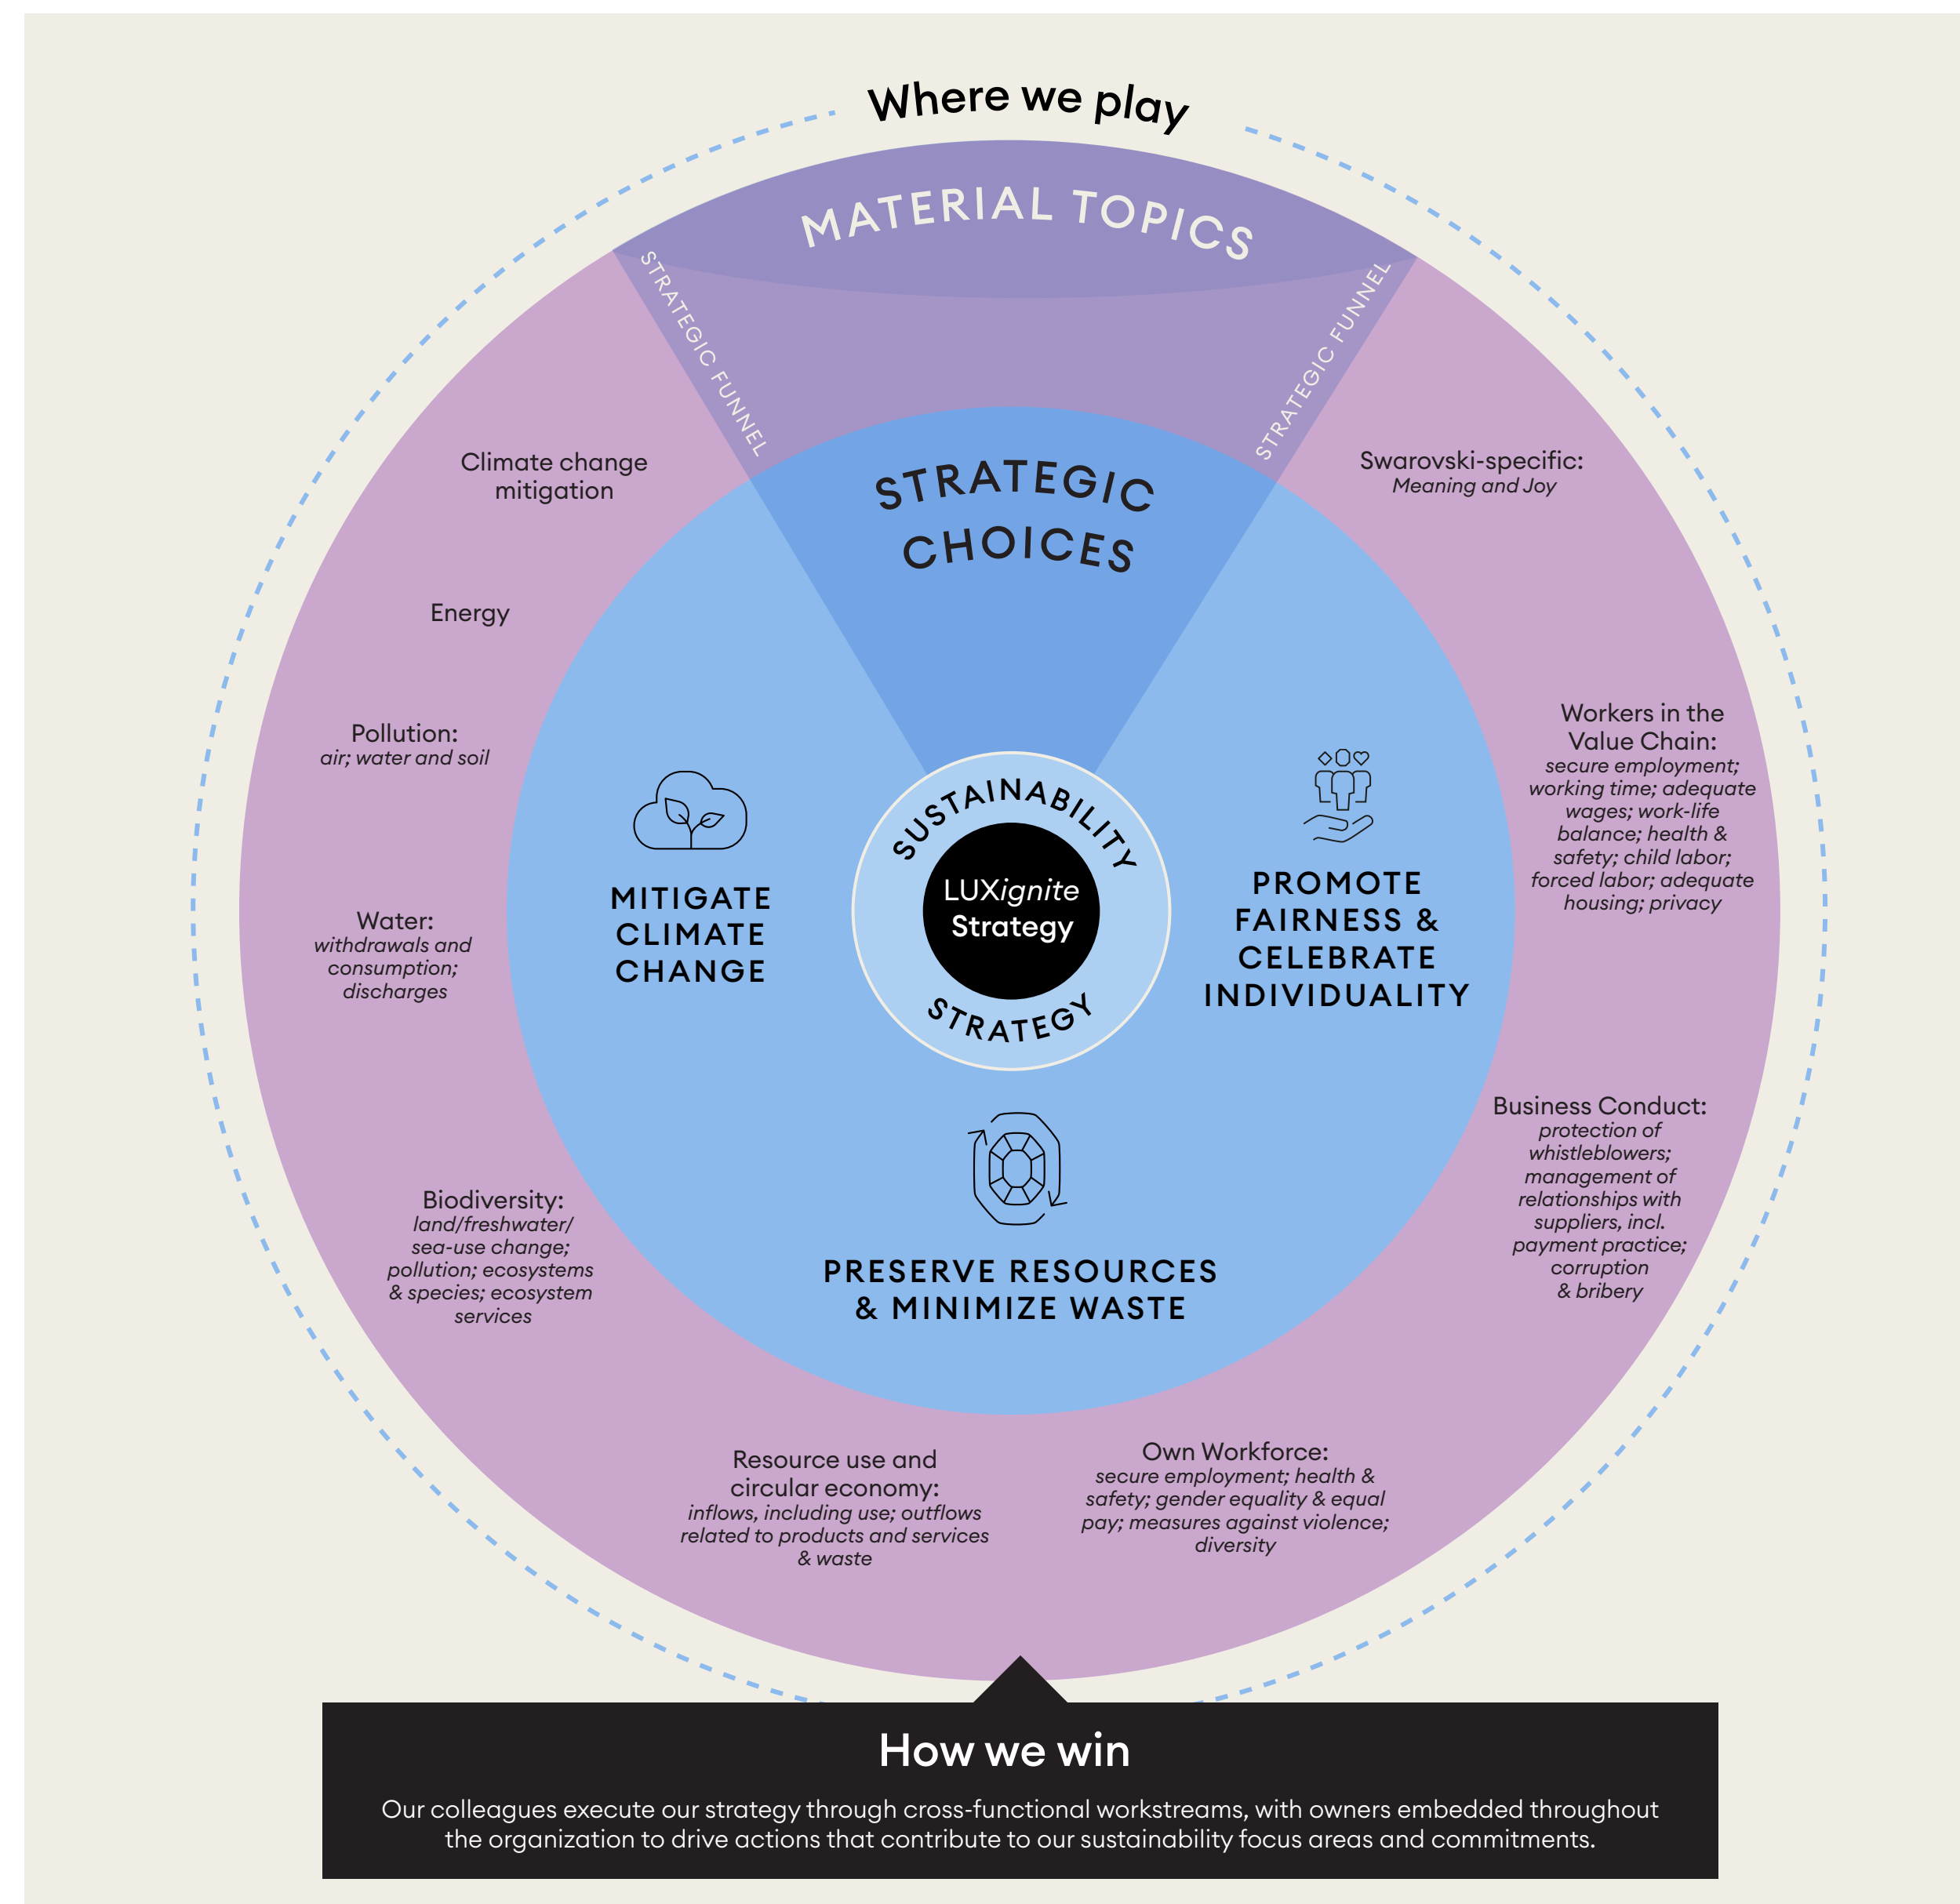 Where we play
MATERIAL TOPICS
STRATEGIC FUNNEL
STRATEGIC FUNNEL
STRATEGIC
CHOICES
Climate change
mitigation
Energy
Pollution:
air; water and soil
Water:
withdrawals and
consumption;
discharges
Biodiversity:
land/freshwater/
sea-use change;
pollution; ecosystems
& species; ecosystem
services
Resource use and
circular economy:
inflows, including use; outflows
related to products and services
& waste
Own Workforce:
secure employment; health &
safety; gender equality & equal
pay; measures against violence;
diversity
Business Conduct:
protection of
whistleblowers;
management of
relationships with
suppliers, incl.
payment practice;
corruption
& bribery
Workers in the
Value Chain:
secure employment;
working time; adequate
wages; work-life
balance; health &
safety; child labor;
forced labor; adequate
housing; privacy
Swarovski-specific:
Meaning and Joy
MITIGATE
CLIMATE
CHANGE
SUSTAINABILITY
LUXignite
Strategy
STRATEGY
PROMOTE
FAIRNESS &
CELEBRATE
INDIVIDUALITY
PRESERVE RESOURCES
& MINIMIZE WASTE
How we win
Our colleagues execute our strategy through cross-functional workstreams, with owners embedded throughout
the organization to drive actions that contribute to our sustainability focus areas and commitments.